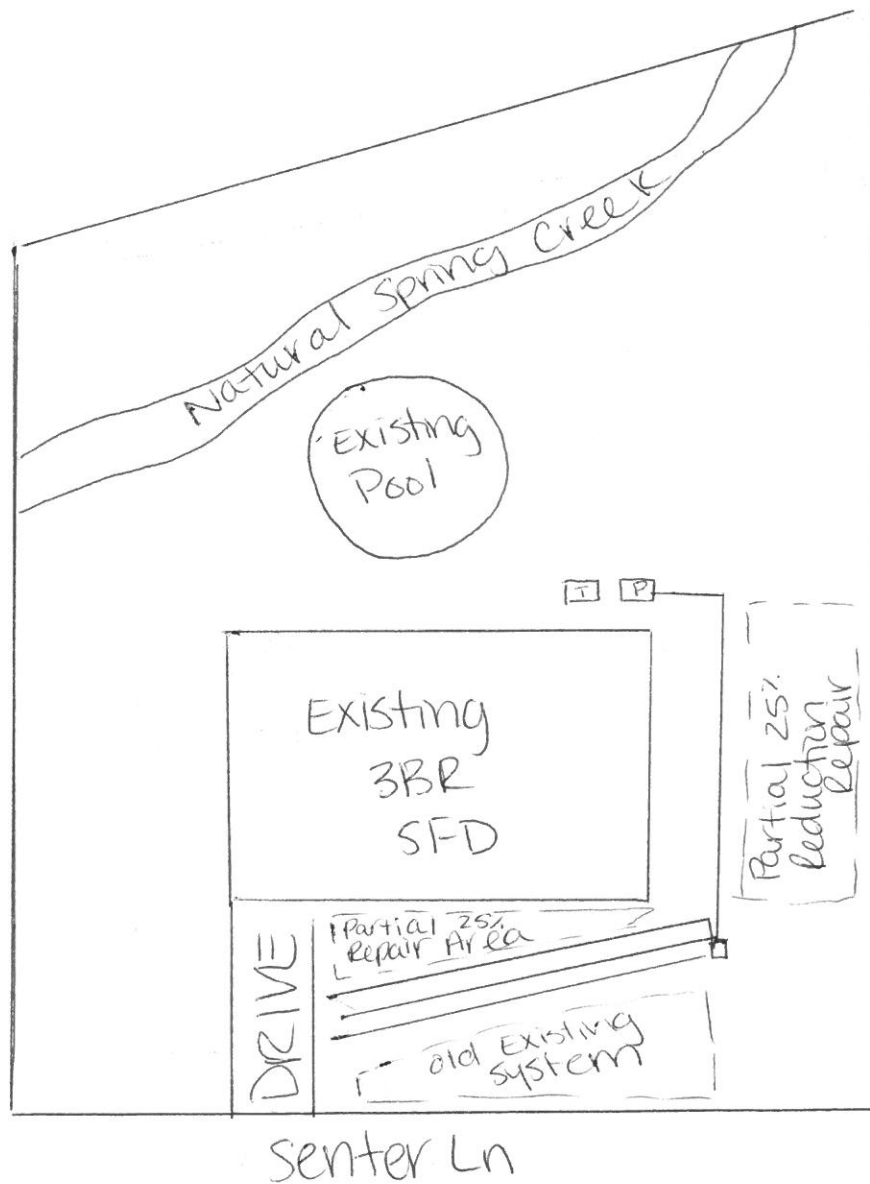 Natural Spring Creek
Existing
Pool
T P
Existing
3BR
SFD
Partial 25%
Reduction
Repair
Partial 25%
Repair Area
DRIVE
old Existing
system
Senter Ln